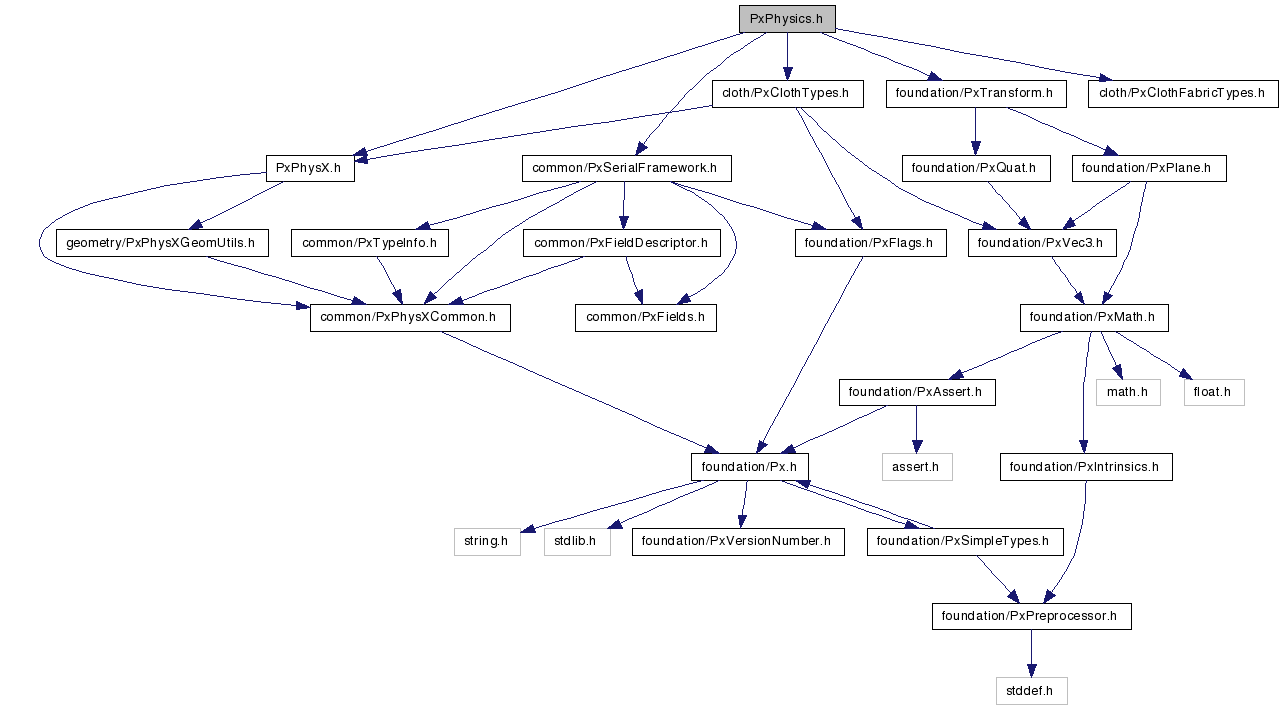 PxPhysics.h
cloth/PxClothTypes.h
foundation/PxTransform.h
cloth/PxClothFabricTypes.h
PxPhysX.h
common/PxSerialFramework.h
foundation/PxQuat.h
foundation/PxPlane.h
geometry/PxPhysXGeomUtils.h
common/PxTypeInfo.h
common/PxFieldDescriptor.h
foundation/PxFlags.h
foundation/PxVec3.h
common/PxPhysXCommon.h
common/PxFields.h
foundation/PxMath.h
foundation/PxAssert.h
math.h
float.h
foundation/Px.h
assert.h
foundation/PxIntrinsics.h
string.h
stdlib.h
foundation/PxVersionNumber.h
foundation/PxSimpleTypes.h
foundation/PxPreprocessor.h
stddef.h